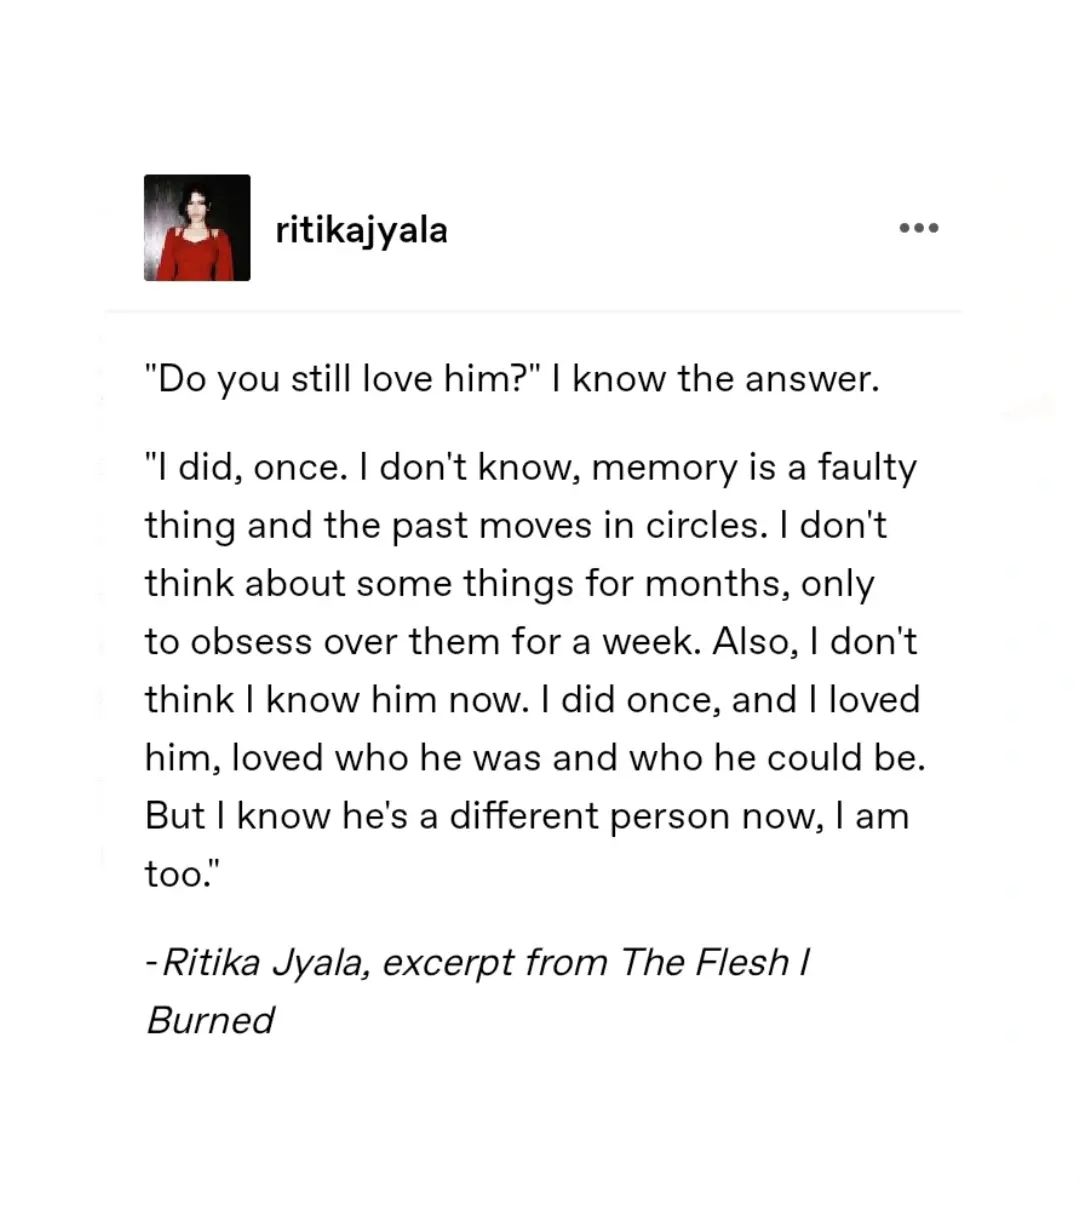 ritikajyala
"Do you still love him?" I know the answer.
"I did, once. I don't know, memory is a faulty
thing and the past moves in circles. I don't
think about some things for months, only
to obsess over them for a week. Also, I don't
think I know him now. I did once, and I loved
him, loved who he was and who he could be.
But I know he's a different person now, I am
too."
-Ritika Jyala, excerpt from The Flesh I
Burned